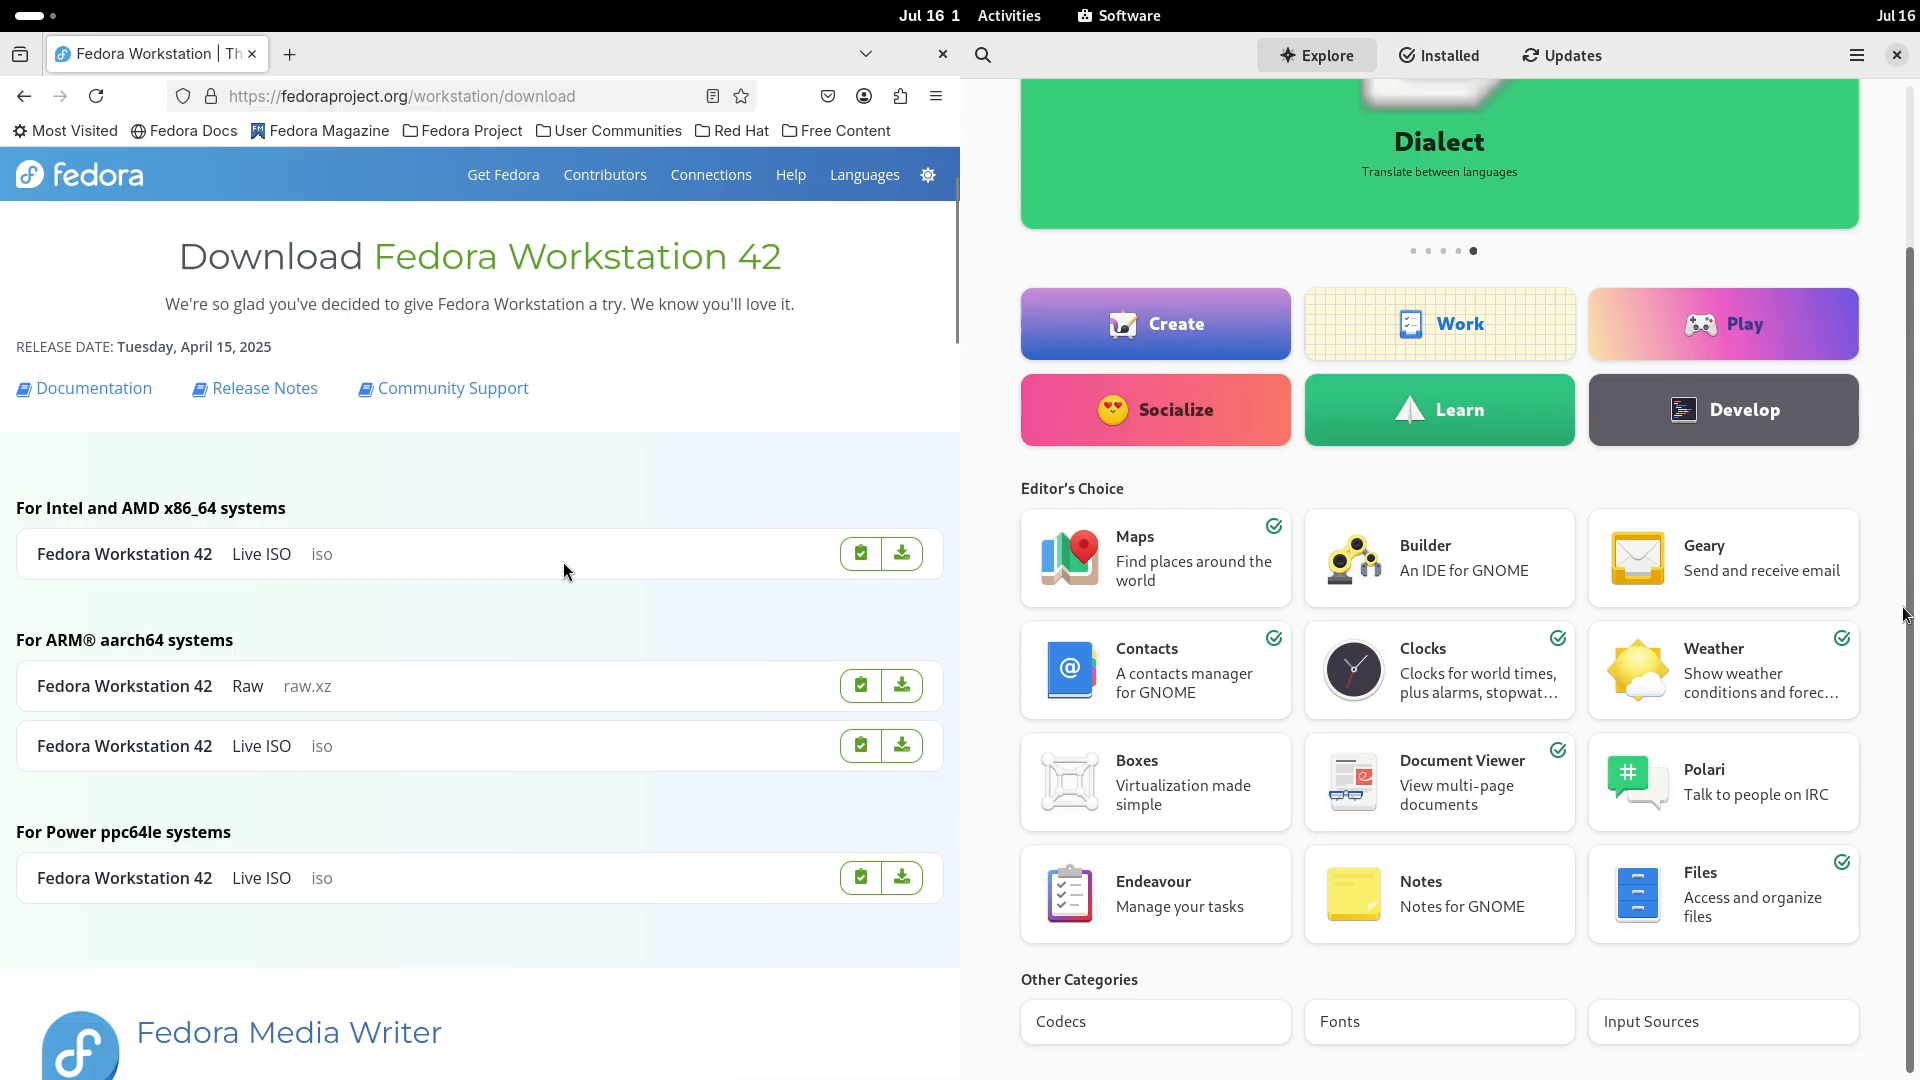 Jul 16 1
Activities
Software
Jul 16
Fedora Workstation | Th
https://fedoraproject.org/workstation/download
Most Visited
Fedora Docs
Fedora Magazine
Fedora Project
User Communities
Red Hat
Free Content
fedora
Get Fedora
Contributors
Connections
Help
Languages
Download Fedora Workstation 42
We're so glad you've decided to give Fedora Workstation a try. We know you'll love it.
RELEASE DATE: Tuesday, April 15, 2025
Documentation
Release Notes
Community Support
For Intel and AMD x86_64 systems
Fedora Workstation 42 Live ISO iso
For ARM® aarch64 systems
Fedora Workstation 42 Raw raw.xz
Fedora Workstation 42 Live ISO iso
For Power ppc64le systems
Fedora Workstation 42 Live ISO iso
Fedora Media Writer
Explore
Installed
Updates
Dialect
Translate between languages
Create
Work
Play
Socialize
Learn
Develop
Editor's Choice
Maps
Find places around the
world
Builder
An IDE for GNOME
Geary
Send and receive email
Contacts
A contacts manager
for GNOME
Clocks
Clocks for world times,
plus alarms, stopwat…
Weather
Show weather
conditions and forec…
Boxes
Virtualization made
simple
Document Viewer
View multi-page
documents
Polari
Talk to people on IRC
Endeavour
Manage your tasks
Notes
Notes for GNOME
Files
Access and organize
files
Other Categories
Codecs
Fonts
Input Sources